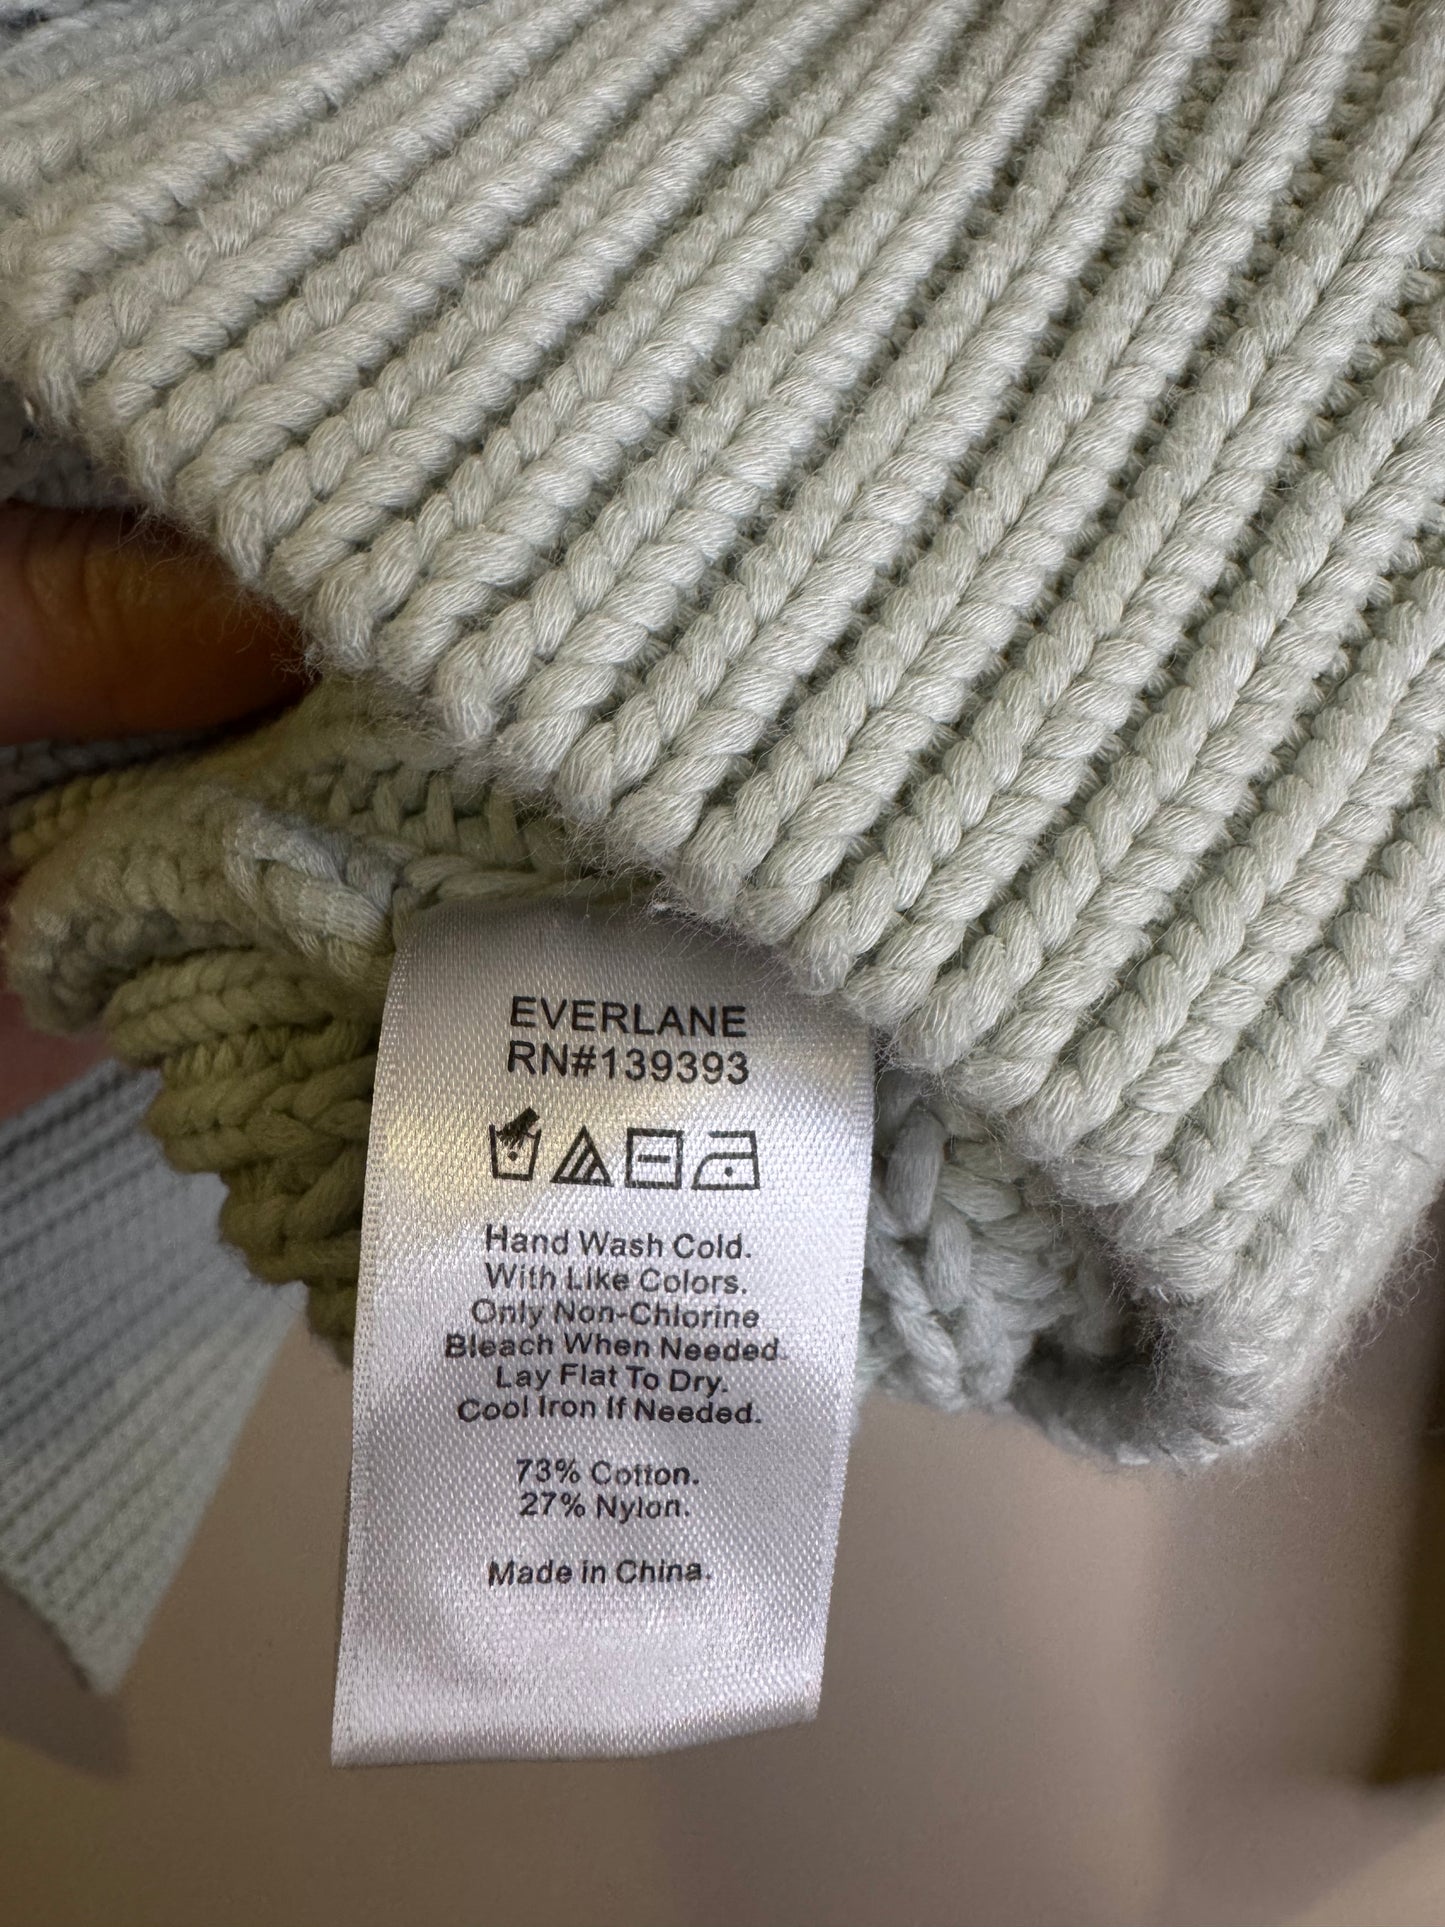 EVERLANE
RN#139393
Hand Wash Cold.
With Like Colors.
Only Non-Chlorine
Bleach When Needed.
Lay Flat To Dry.
Cool Iron If Needed.
73% Cotton.
27% Nylon.
Made in China.